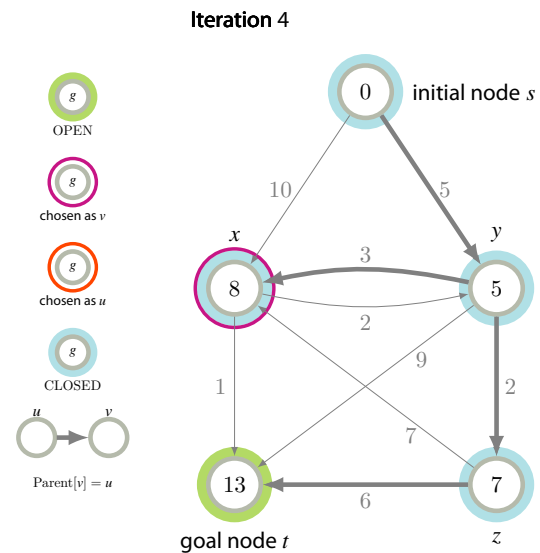 Iteration 4
g
OPEN
g
chosen as v
g
chosen as u
g
CLOSED
u v
Parent[v] = u
0 initial node s
10 5
x y
3
8 5
2
1 9 2
7
13 7
6
goal node t z